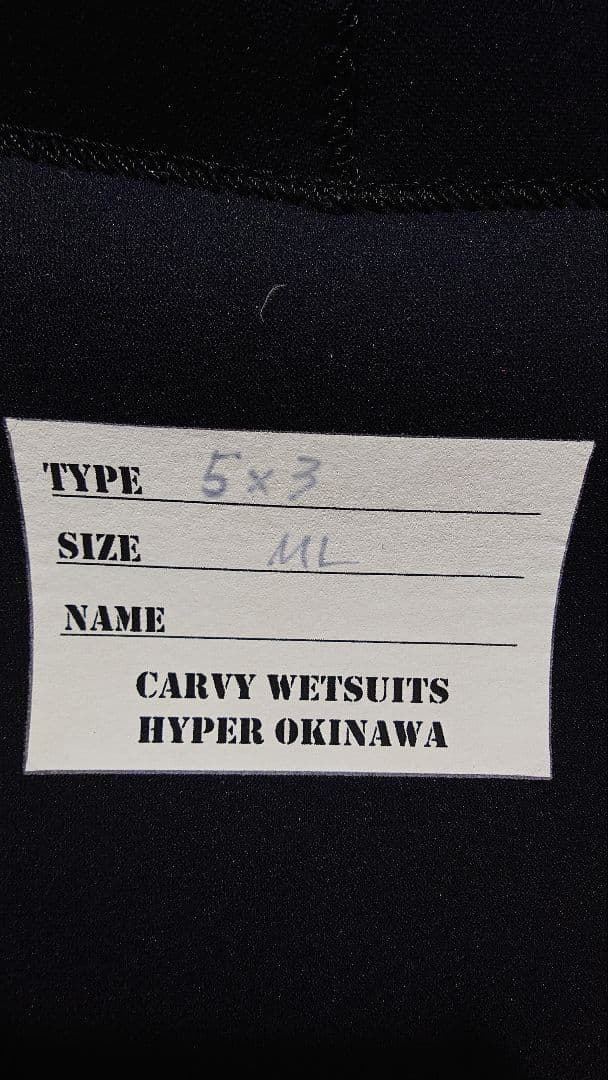 TYPE 5×3
SIZE ML
NAME
CARVY WETSUITS
HYPER OKINAWA